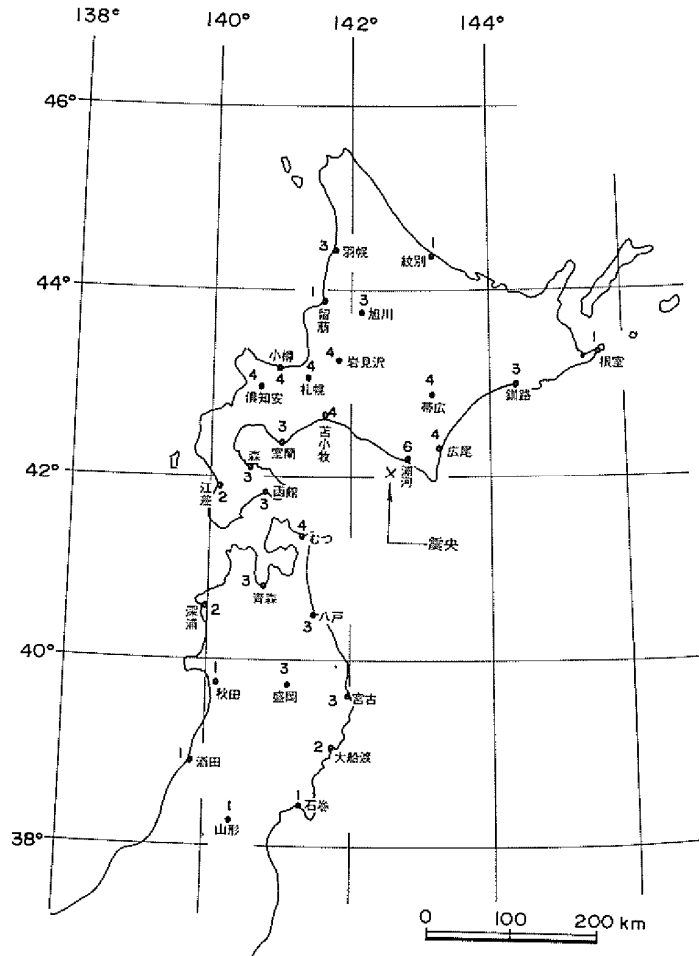 138° 140° 142° 144°
46°
3 羽幌
1
紋別
44°
1
留萌
3
旭川
小樽
4
4
岩見沢
4
倶知安
4
札幌
4
帯広
3
釧路
1
根室
3
室蘭
4
苫小牧
6
浦河
4
広尾
森
3
42°
江差
2
函館
3
震央
4
むつ
3
青森
深浦
2
八戸
3
40°
1
秋田
3
盛岡
3
宮古
1
酒田
2
大船渡
1
山形
1
石巻
38°
0 100 200 km